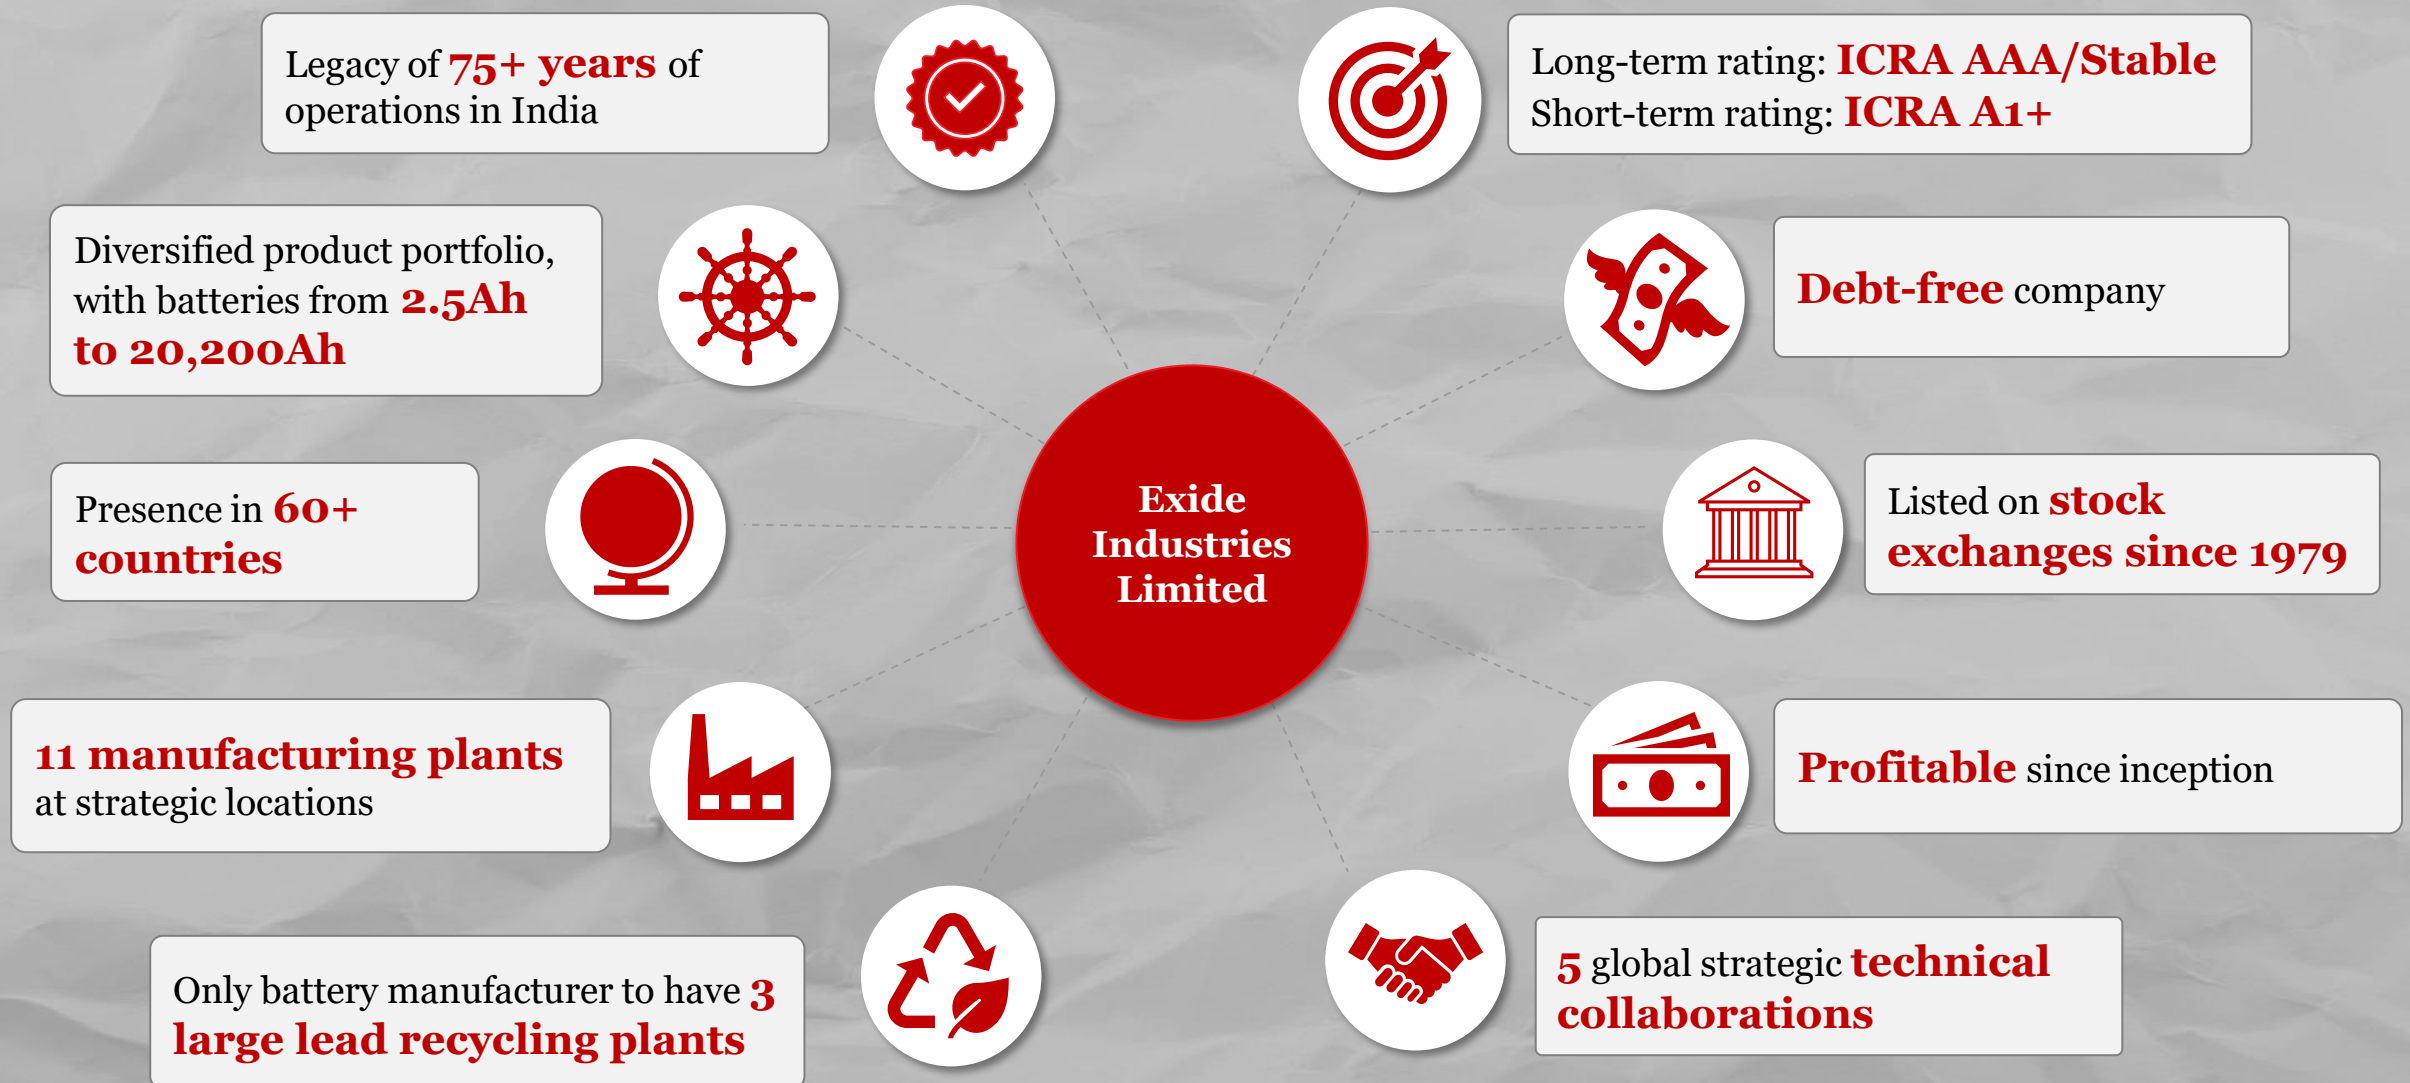 Legacy of 75+ years of
operations in India
Diversified product portfolio,
with batteries from 2.5Ah
to 20,200Ah
Presence in 60+
countries
11 manufacturing plants
at strategic locations
Only battery manufacturer to have 3
large lead recycling plants
Exide
Industries
Limited
Long-term rating: ICRA AAA/Stable
Short-term rating: ICRA A1+
Debt-free company
Listed on stock
exchanges since 1979
Profitable since inception
5 global strategic technical
collaborations